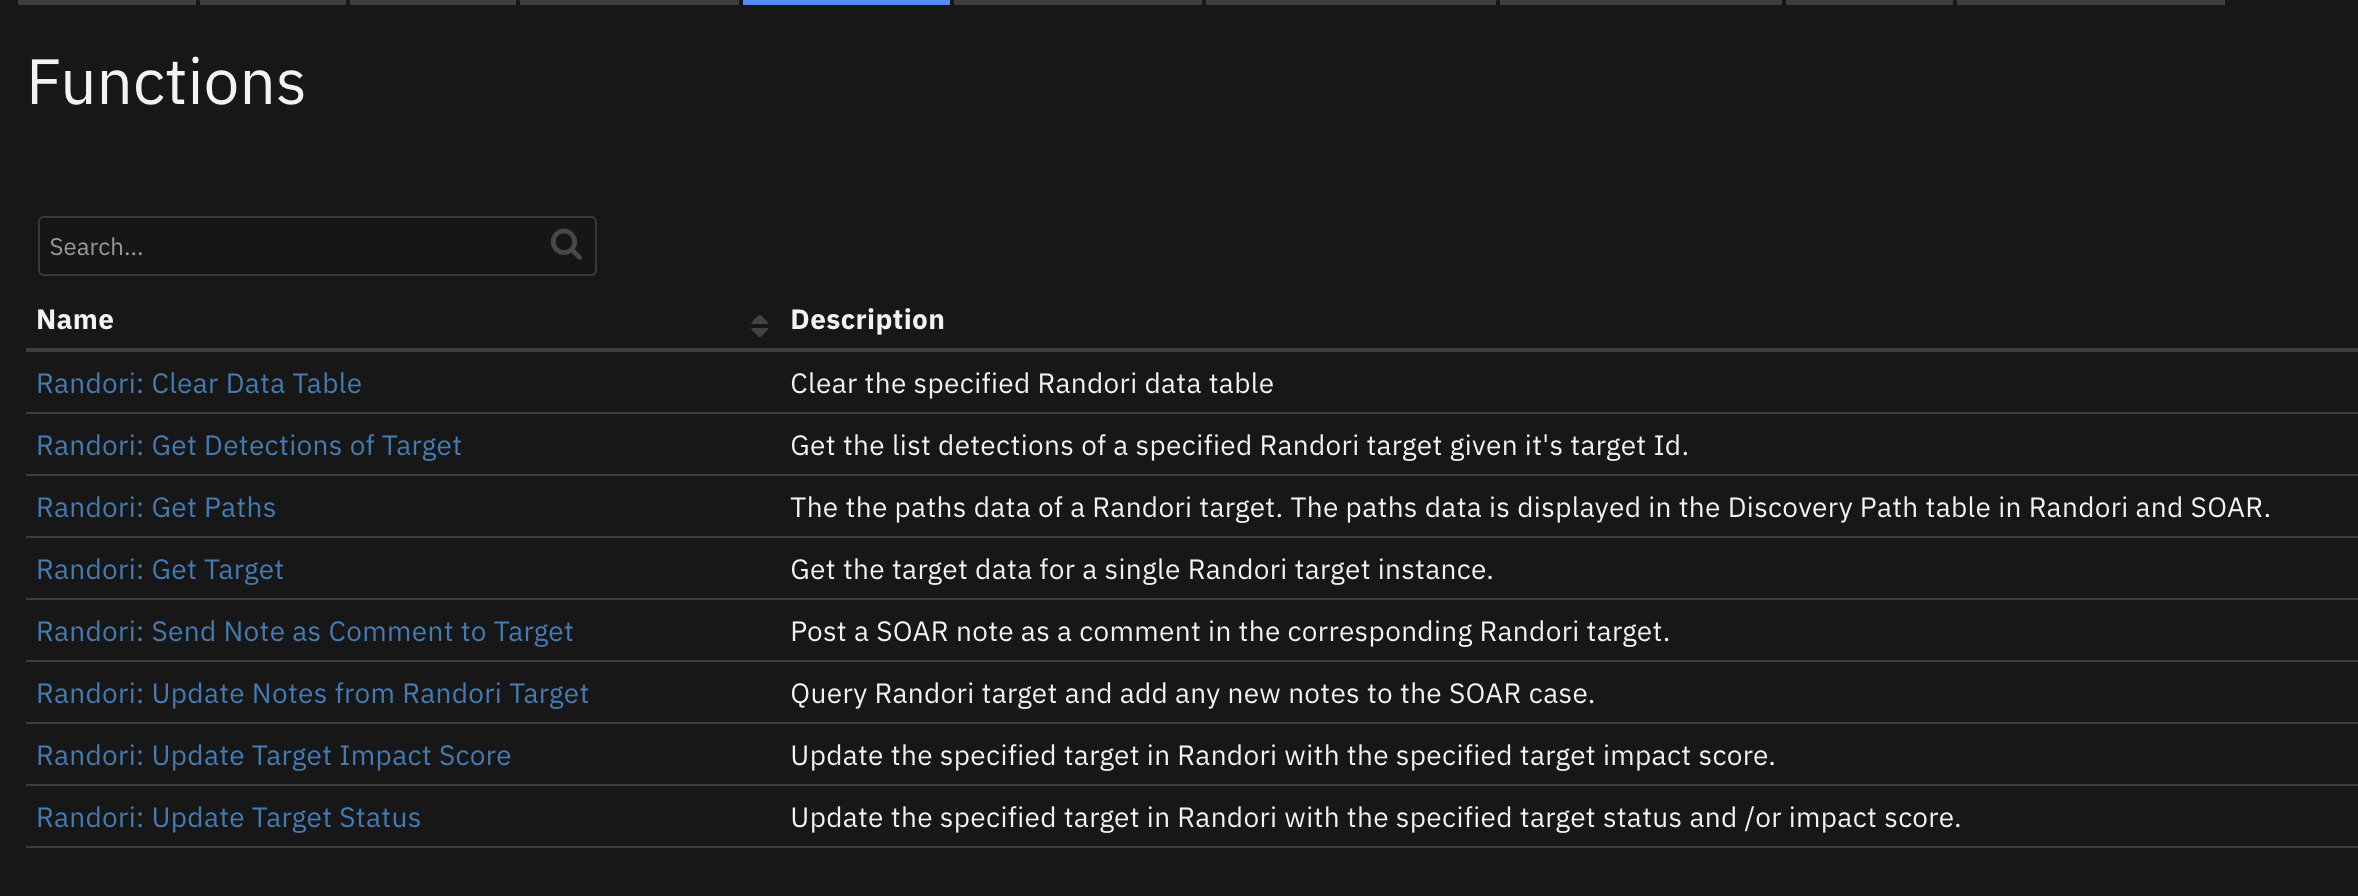 Functions
Search...
Name Description
Randori: Clear Data Table Clear the specified Randori data table
Randori: Get Detections of Target Get the list detections of a specified Randori target given it's target Id.
Randori: Get Paths The the paths data of a Randori target. The paths data is displayed in the Discovery Path table in Randori and SOAR.
Randori: Get Target Get the target data for a single Randori target instance.
Randori: Send Note as Comment to Target Post a SOAR note as a comment in the corresponding Randori target.
Randori: Update Notes from Randori Target Query Randori target and add any new notes to the SOAR case.
Randori: Update Target Impact Score Update the specified target in Randori with the specified target impact score.
Randori: Update Target Status Update the specified target in Randori with the specified target status and /or impact score.